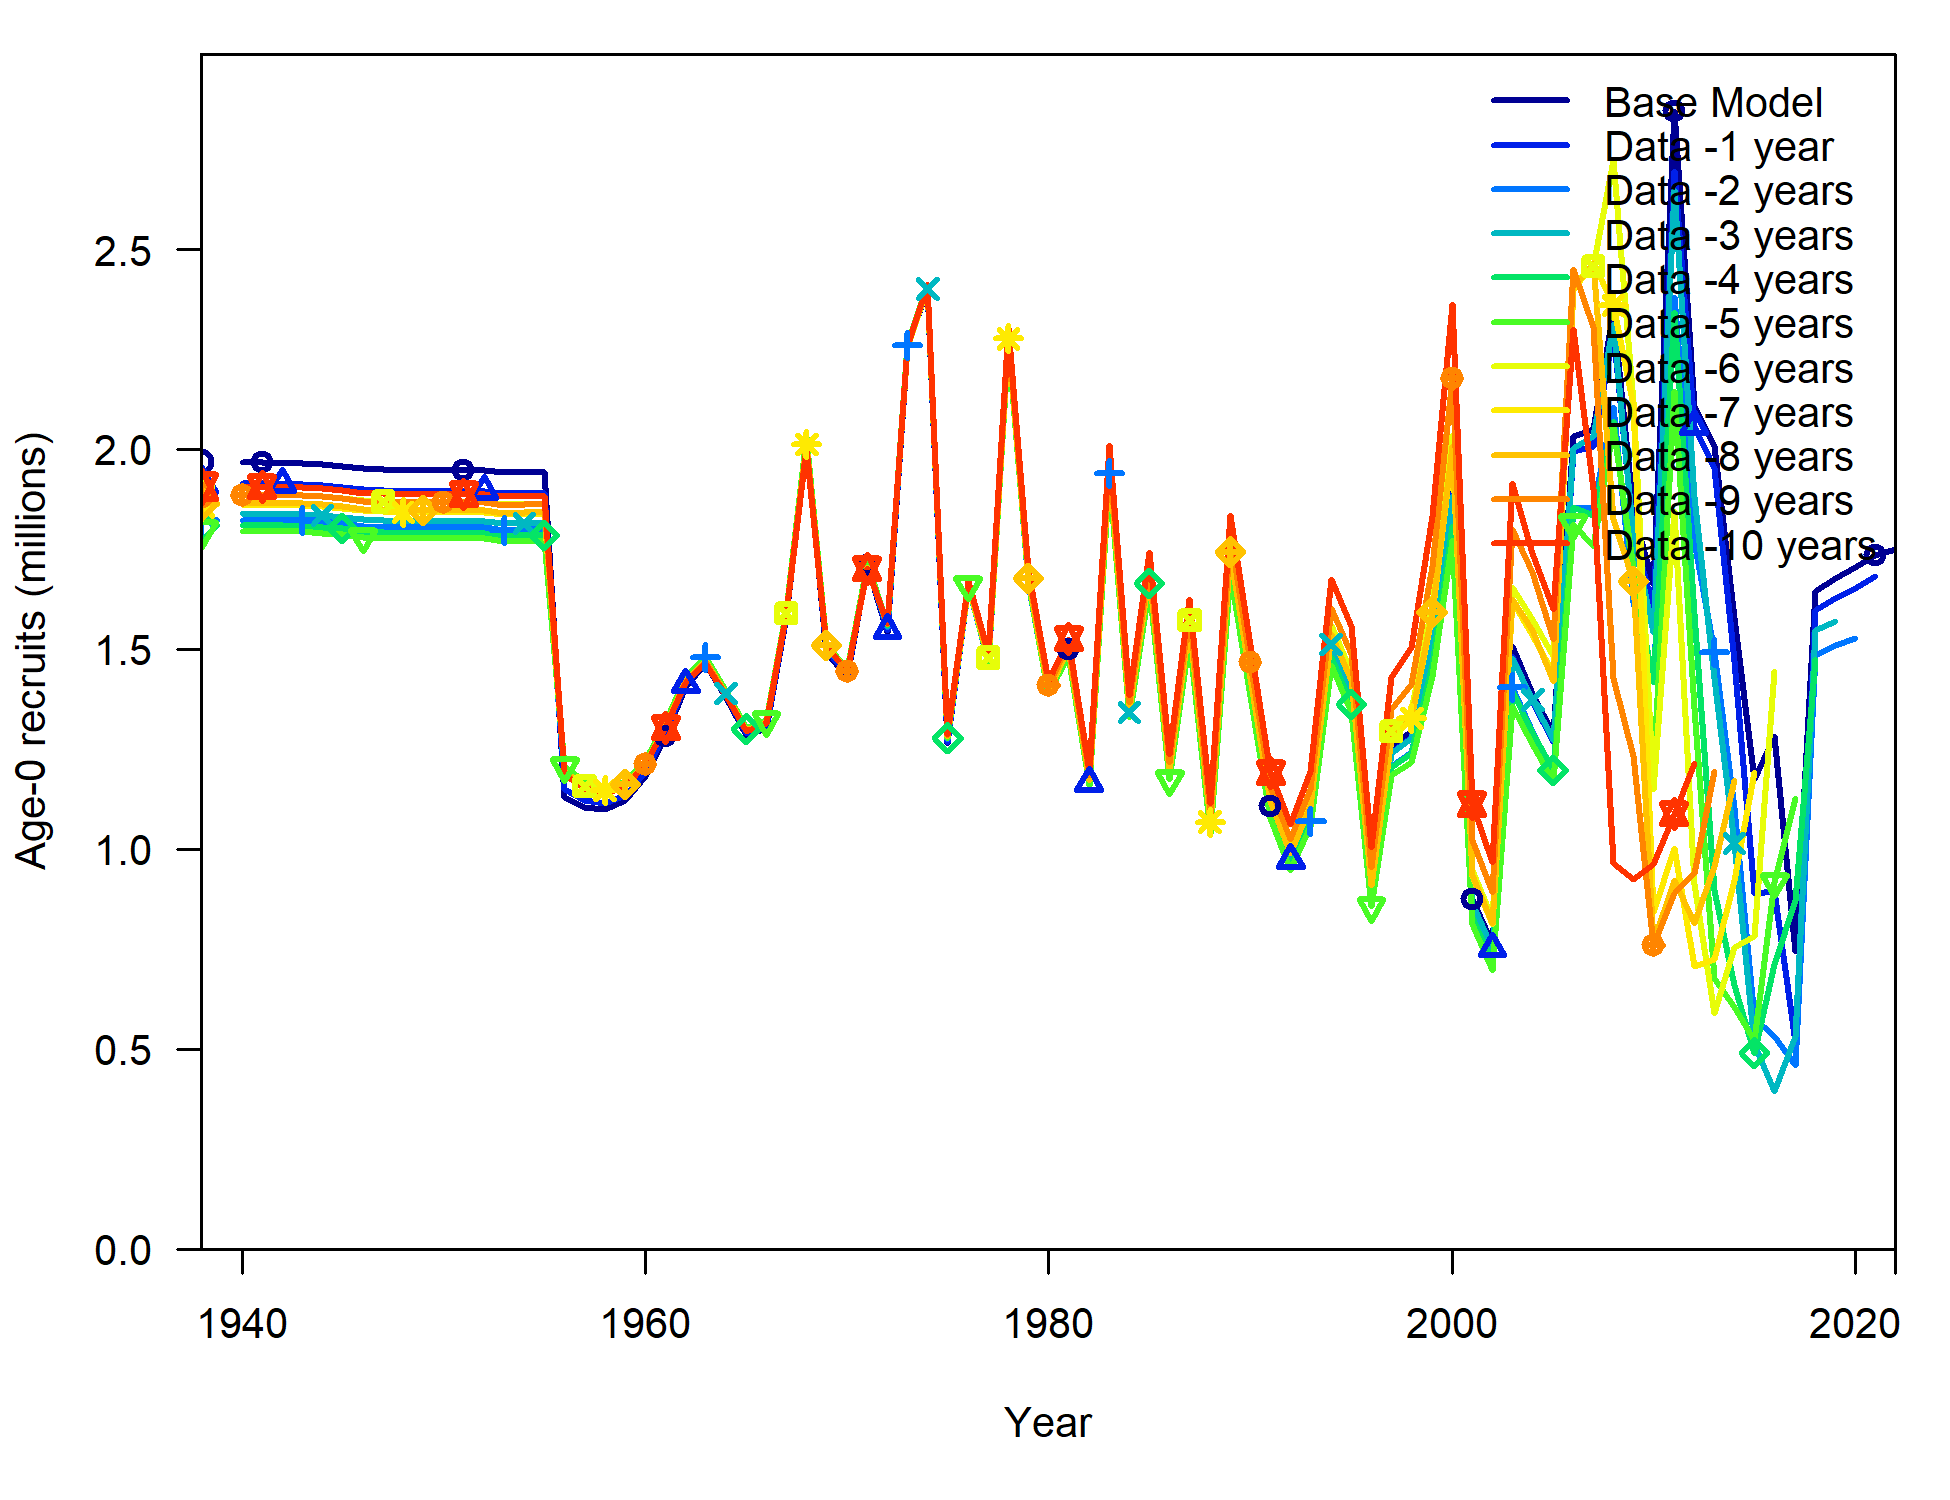 Base Model
Data -1 year
Data -2 years
Data -3 years
Data -4 years
Data -5 years
Data -6 years
Data -7 years
Data -8 years
Data -9 years
Data -10 years
2.5
2.0
1.5
1.0
0.5
0.0
Age-0 recruits (millions)
1940
1960
1980
2000
2020
Year